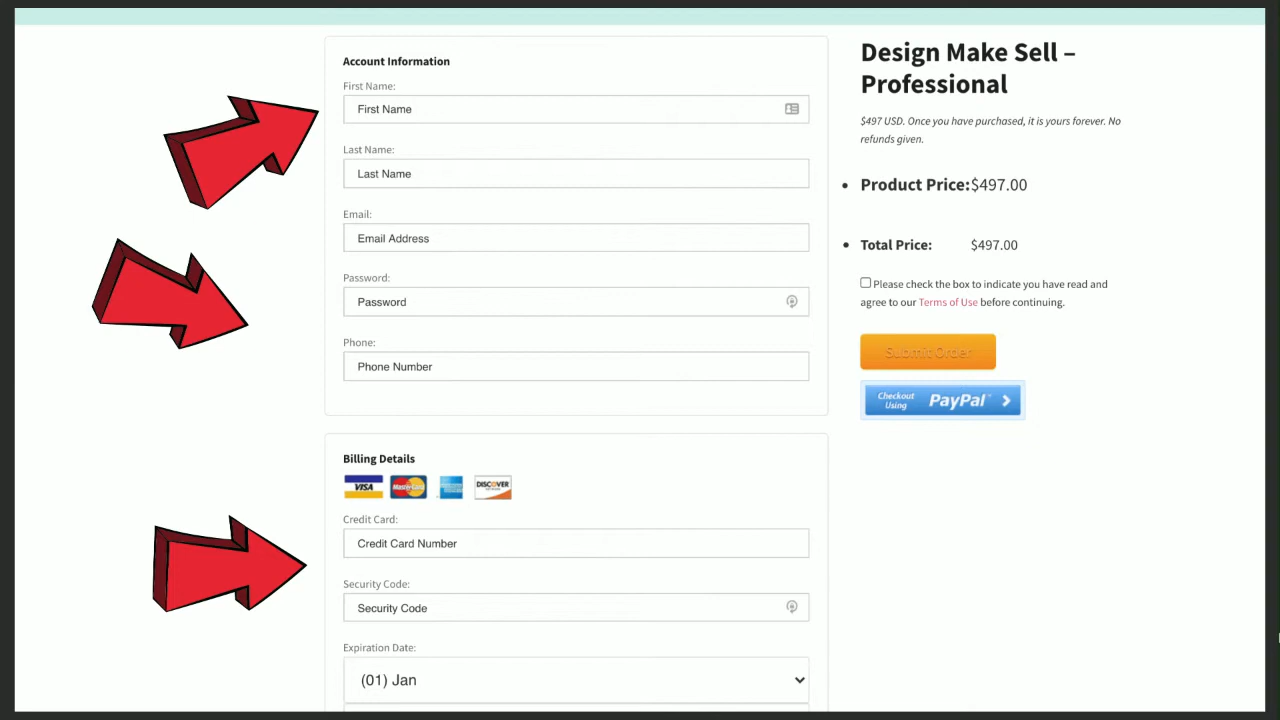 Account Information
First Name:
First Name
Last Name:
Last Name
Email:
Email Address
Password:
Password
Phone:
Phone Number
Billing Details
VISA
MasterCard
DISCOVER
Credit Card:
Credit Card Number
Security Code:
Security Code
Expiration Date:
(01) Jan
Design Make Sell –
Professional
$497 USD. Once you have purchased, it is yours forever. No
refunds given.
Product Price:$497.00
Total Price: $497.00
Please check the box to indicate you have read and
agree to our Terms of Use before continuing.
Submit Order
Checkout
Using PayPal